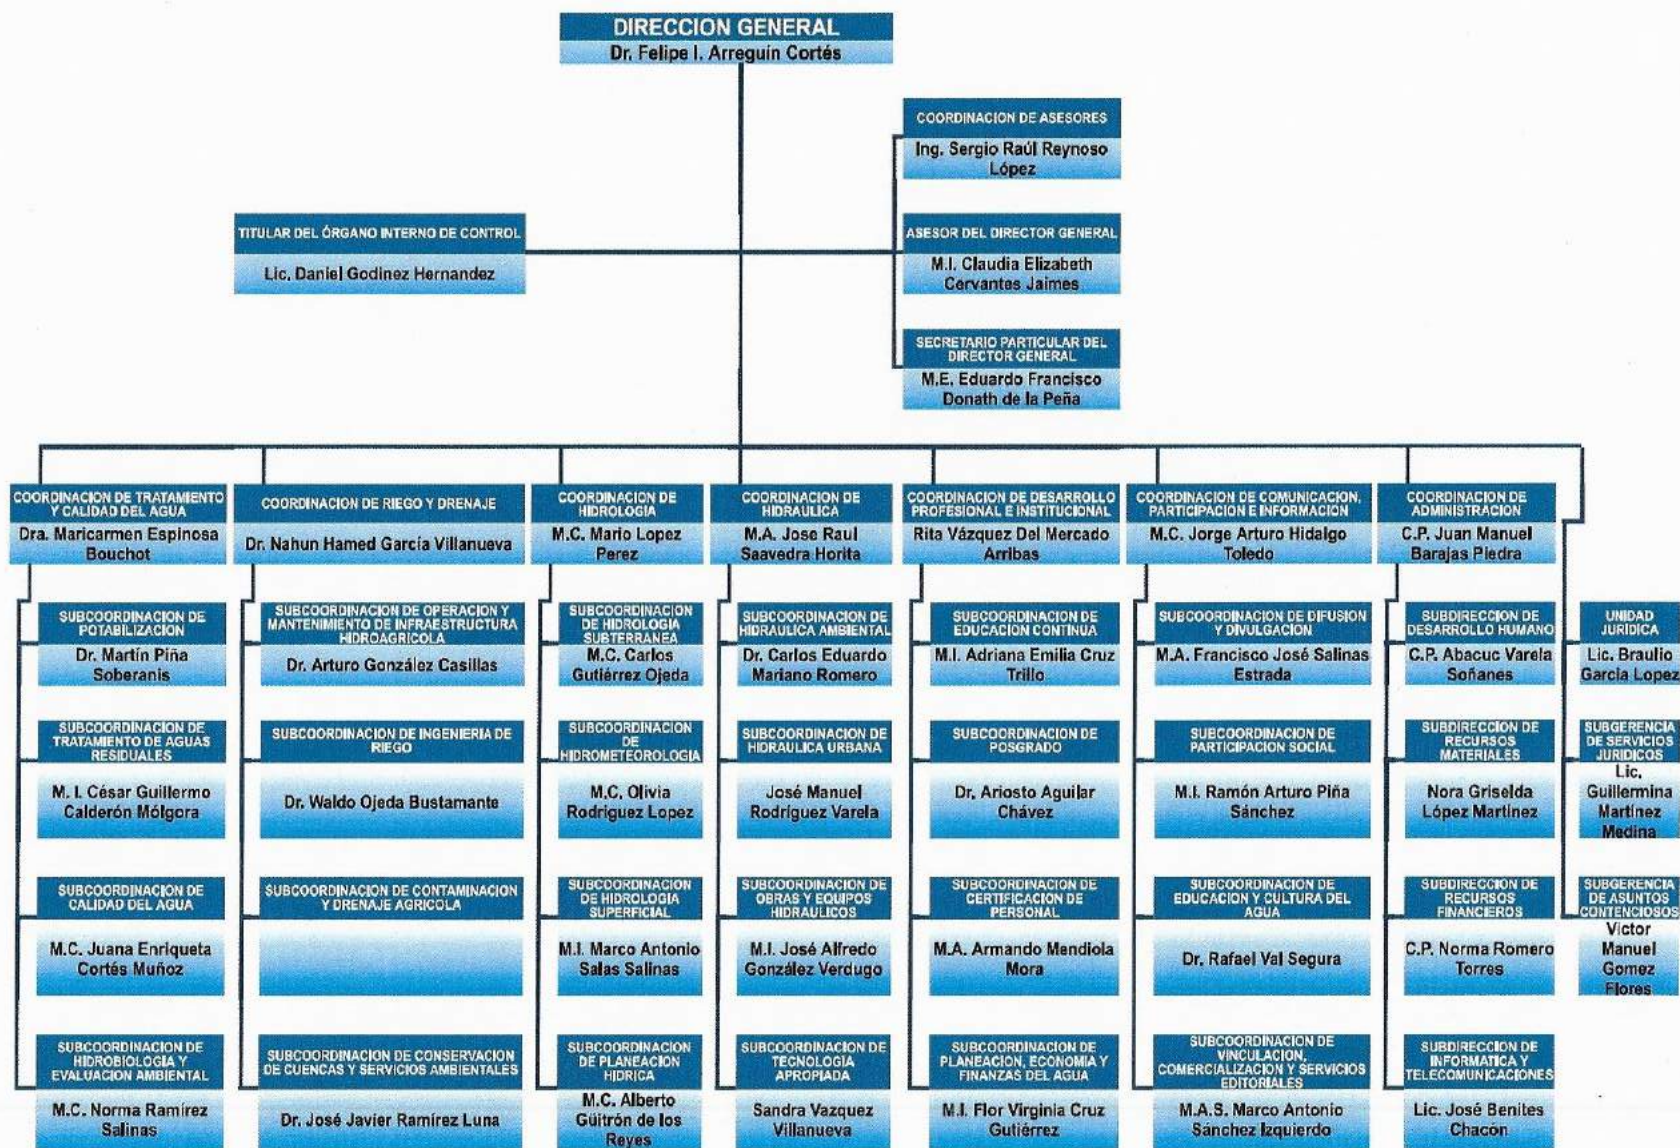 DIRECCION GENERAL
Dr. Felipe I. Arreguín Cortés
COORDINACION DE ASESORES
Ing. Sergio Raúl Reynoso
López
TITULAR DEL ÓRGANO INTERNO DE CONTROL
Lic. Daniel Godinez Hernandez
ASESOR DEL DIRECTOR GENERAL
M.I. Claudia Elizabeth
Cervantes Jaimes
SECRETARIO PARTICULAR DEL
DIRECTOR GENERAL
M.E. Eduardo Francisco
Donath de la Peña
COORDINACION DE TRATAMIENTO
Y CALIDAD DEL AGUA
Dra. Maricarmen Espinosa
Bouchot
SUBCOORDINACION DE
POTABILIZACION
Dr. Martín Piña
Soberanis
SUBCOORDINACION DE
TRATAMIENTO DE AGUAS
RESIDUALES
M. I. César Guillermo
Calderón Mólgora
SUBCOORDINACION DE
CALIDAD DEL AGUA
M.C. Juana Enriqueta
Cortés Muñoz
SUBCOORDINACION DE
HIDROBIOLOGIA Y
EVALUACION AMBIENTAL
M.C. Norma Ramírez
Salinas
COORDINACION DE RIEGO Y DRENAJE
Dr. Nahun Hamed García Villanueva
SUBCOORDINACION DE OPERACION Y
MANTENIMIENTO DE INFRAESTRUCTURA
HIDROAGRICOLA
Dr. Arturo González Casillas
SUBCOORDINACION DE INGENIERIA DE
RIEGO
Dr. Waldo Ojeda Bustamante
SUBCOORDINACION DE CONTAMINACION
Y DRENAJE AGRICOLA
SUBCOORDINACION DE CONSERVACION
DE CUENCAS Y SERVICIOS AMBIENTALES
Dr. José Javier Ramírez Luna
COORDINACION DE
HIDROLOGIA
M.C. Mario Lopez
Perez
SUBCOORDINACION
DE HIDROLOGIA
SUBTERRANEA
M.C. Carlos
Gutiérrez Ojeda
SUBCOORDINACION
DE
HIDROMETEOROLOGIA
M.C. Olivia
Rodriguez Lopez
SUBCOORDINACION
DE HIDROLOGIA
SUPERFICIAL
M.I. Marco Antonio
Salas Salinas
SUBCOORDINACION
DE PLANEACION
HIDRICA
M.C. Alberto
Güitrón de los
Reyes
COORDINACION DE
HIDRAULICA
M.A. Jose Raul
Saavedra Horita
SUBCOORDINACION DE
HIDRAULICA AMBIENTAL
Dr. Carlos Eduardo
Mariano Romero
SUBCOORDINACION DE
HIDRAULICA URBANA
José Manuel
Rodríguez Varela
SUBCOORDINACION DE
OBRAS Y EQUIPOS
HIDRAULICOS
M.I. José Alfredo
González Verdugo
SUBCOORDINACION DE
TECNOLOGIA
APROPIADA
Sandra Vazquez
Villanueva
COORDINACION DE DESARROLLO
PROFESIONAL E INSTITUCIONAL
Rita Vázquez Del Mercado
Arribas
SUBCOORDINACION DE
EDUCACION CONTINUA
M.I. Adriana Emilia Cruz
Trillo
SUBCOORDINACION DE
POSGRADO
Dr. Ariosto Aguilar
Chávez
SUBCOORDINACION DE
CERTIFICACION DE
PERSONAL
M.A. Armando Mendiola
Mora
SUBCOORDINACION DE
PLANEACION, ECONOMIA Y
FINANZAS DEL AGUA
M.I. Flor Virginia Cruz
Gutiérrez
COORDINACION DE COMUNICACION,
PARTICIPACION E INFORMACION
M.C. Jorge Arturo Hidalgo
Toledo
SUBCOORDINACION DE DIFUSION
Y DIVULGACION
M.A. Francisco José Salinas
Estrada
SUBCOORDINACION DE
PARTICIPACION SOCIAL
M.I. Ramón Arturo Piña
Sánchez
SUBCOORDINACION DE
EDUCACION Y CULTURA DEL
AGUA
Dr. Rafael Val Segura
SUBCOORDINACION DE
VINCULACION,
COMERCIALIZACION Y SERVICIOS
EDITORIALES
M.A.S. Marco Antonio
Sánchez Izquierdo
COORDINACION DE
ADMINISTRACION
C.P. Juan Manuel
Barajas Piedra
SUBDIRECCION DE
DESARROLLO HUMANO
C.P. Abacuc Varela
Soñanes
SUBDIRECCION DE
RECURSOS
MATERIALES
Nora Griselda
López Martínez
SUBDIRECCION DE
RECURSOS
FINANCIEROS
C.P. Norma Romero
Torres
SUBDIRECCION DE
INFORMATICA Y
TELECOMUNICACIONES
Lic. José Benites
Chacón
UNIDAD
JURIDICA
Lic. Braulio
Garcia Lopez
SUBGERENCIA
DE SERVICIOS
JURIDICOS
Lic.
Guillermina
Martínez
Medina
SUBGERENCIA
DE ASUNTOS
CONTENCIOSOS
Victor
Manuel
Gomez
Flores